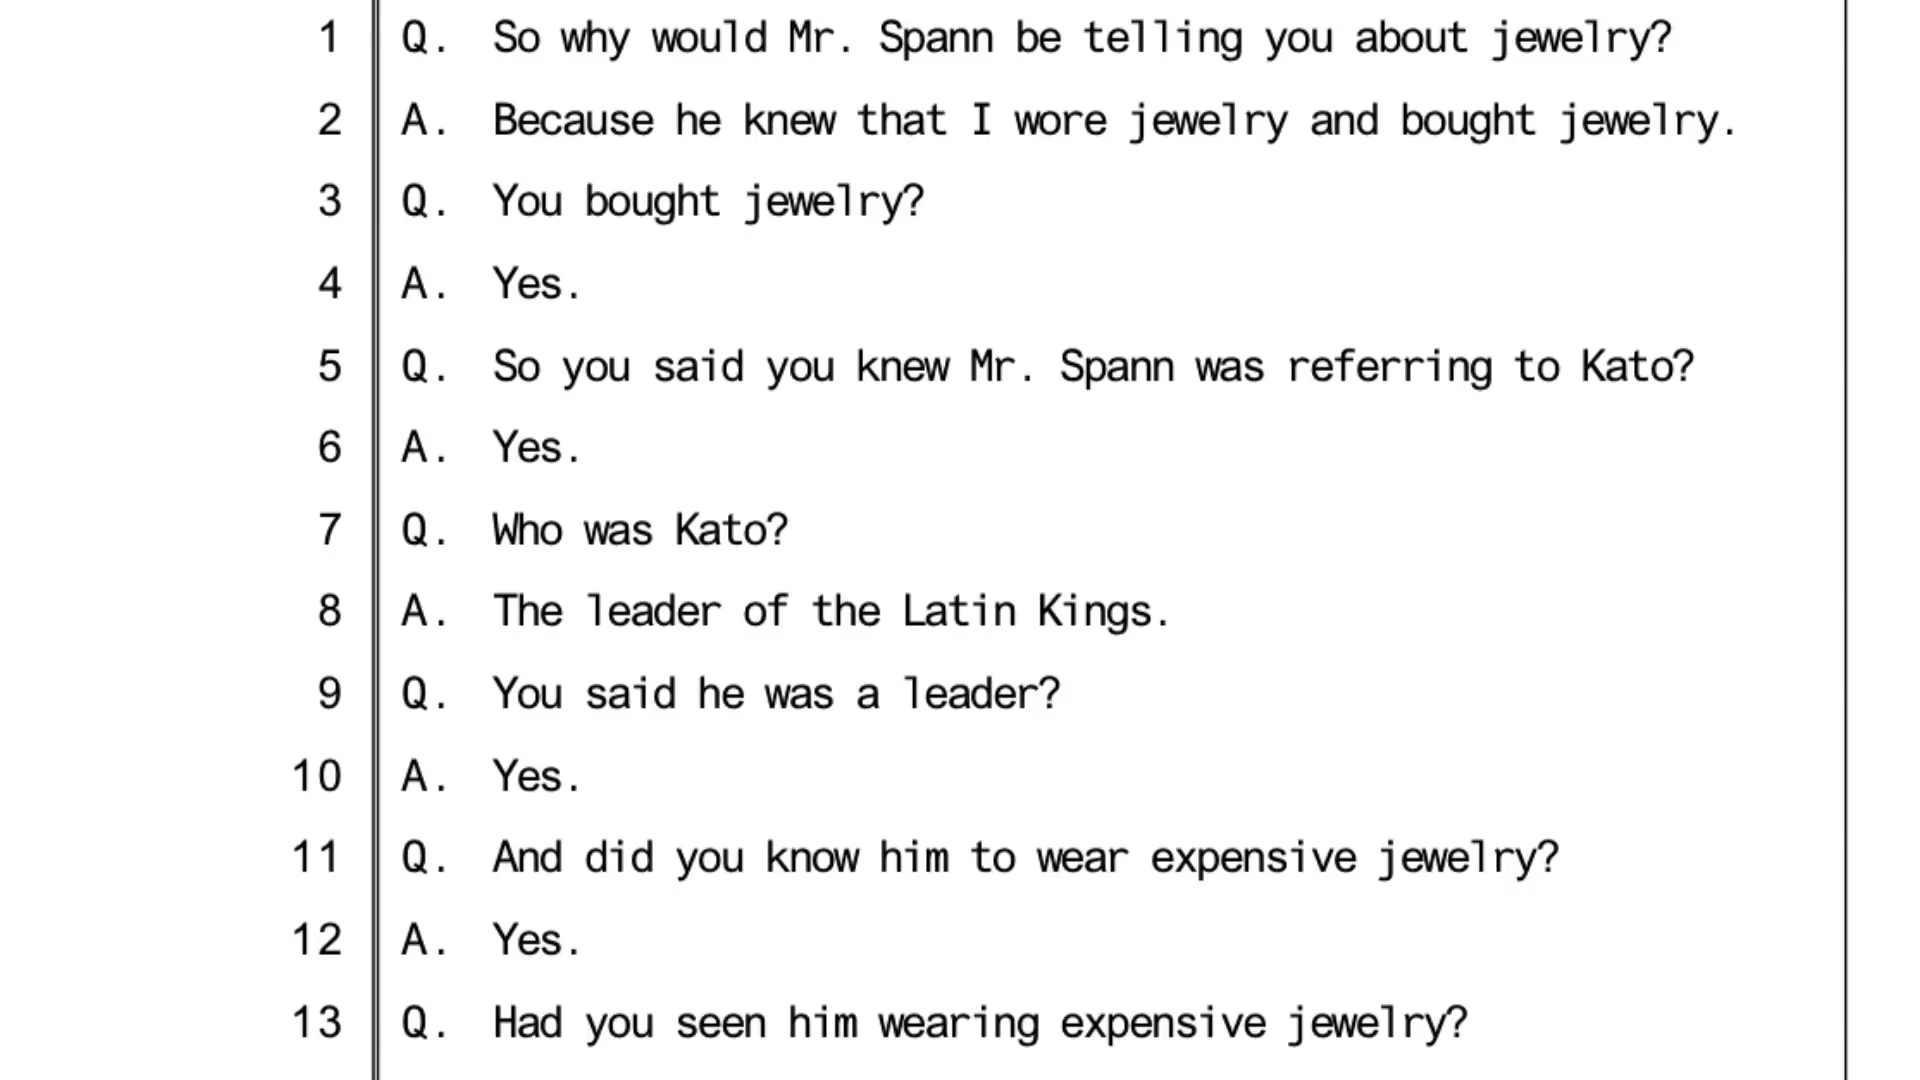 1 Q. So why would Mr. Spann be telling you about jewelry?
2 A. Because he knew that I wore jewelry and bought jewelry.
3 Q. You bought jewelry?
4 A. Yes.
5 Q. So you said you knew Mr. Spann was referring to Kato?
6 A. Yes.
7 Q. Who was Kato?
8 A. The leader of the Latin Kings.
9 Q. You said he was a leader?
10 A. Yes.
11 Q. And did you know him to wear expensive jewelry?
12 A. Yes.
13 Q. Had you seen him wearing expensive jewelry?